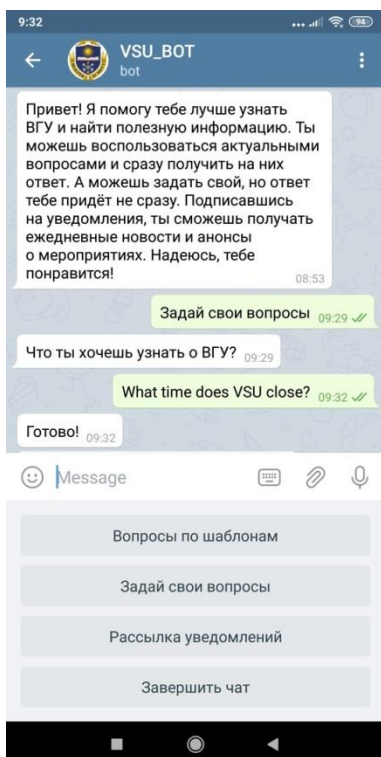 9:32
94
VSU_BOT
bot
Привет! Я помогу тебе лучше узнать
ВГУ и найти полезную информацию. Ты
можешь воспользоваться актуальными
вопросами и сразу получить на них
ответ. А можешь задать свой, но ответ
тебе придёт не сразу. Подписавшись
на уведомления, ты сможешь получать
ежедневные новости и анонсы
о мероприятиях. Надеюсь, тебе
понравится!
08:53
Задай свои вопросы 09:29
Что ты хочешь узнать о ВГУ? 09:29
What time does VSU close? 09:32
Готово! 09:32
Message
Вопросы по шаблонам
Задай свои вопросы
Рассылка уведомлений
Завершить чат